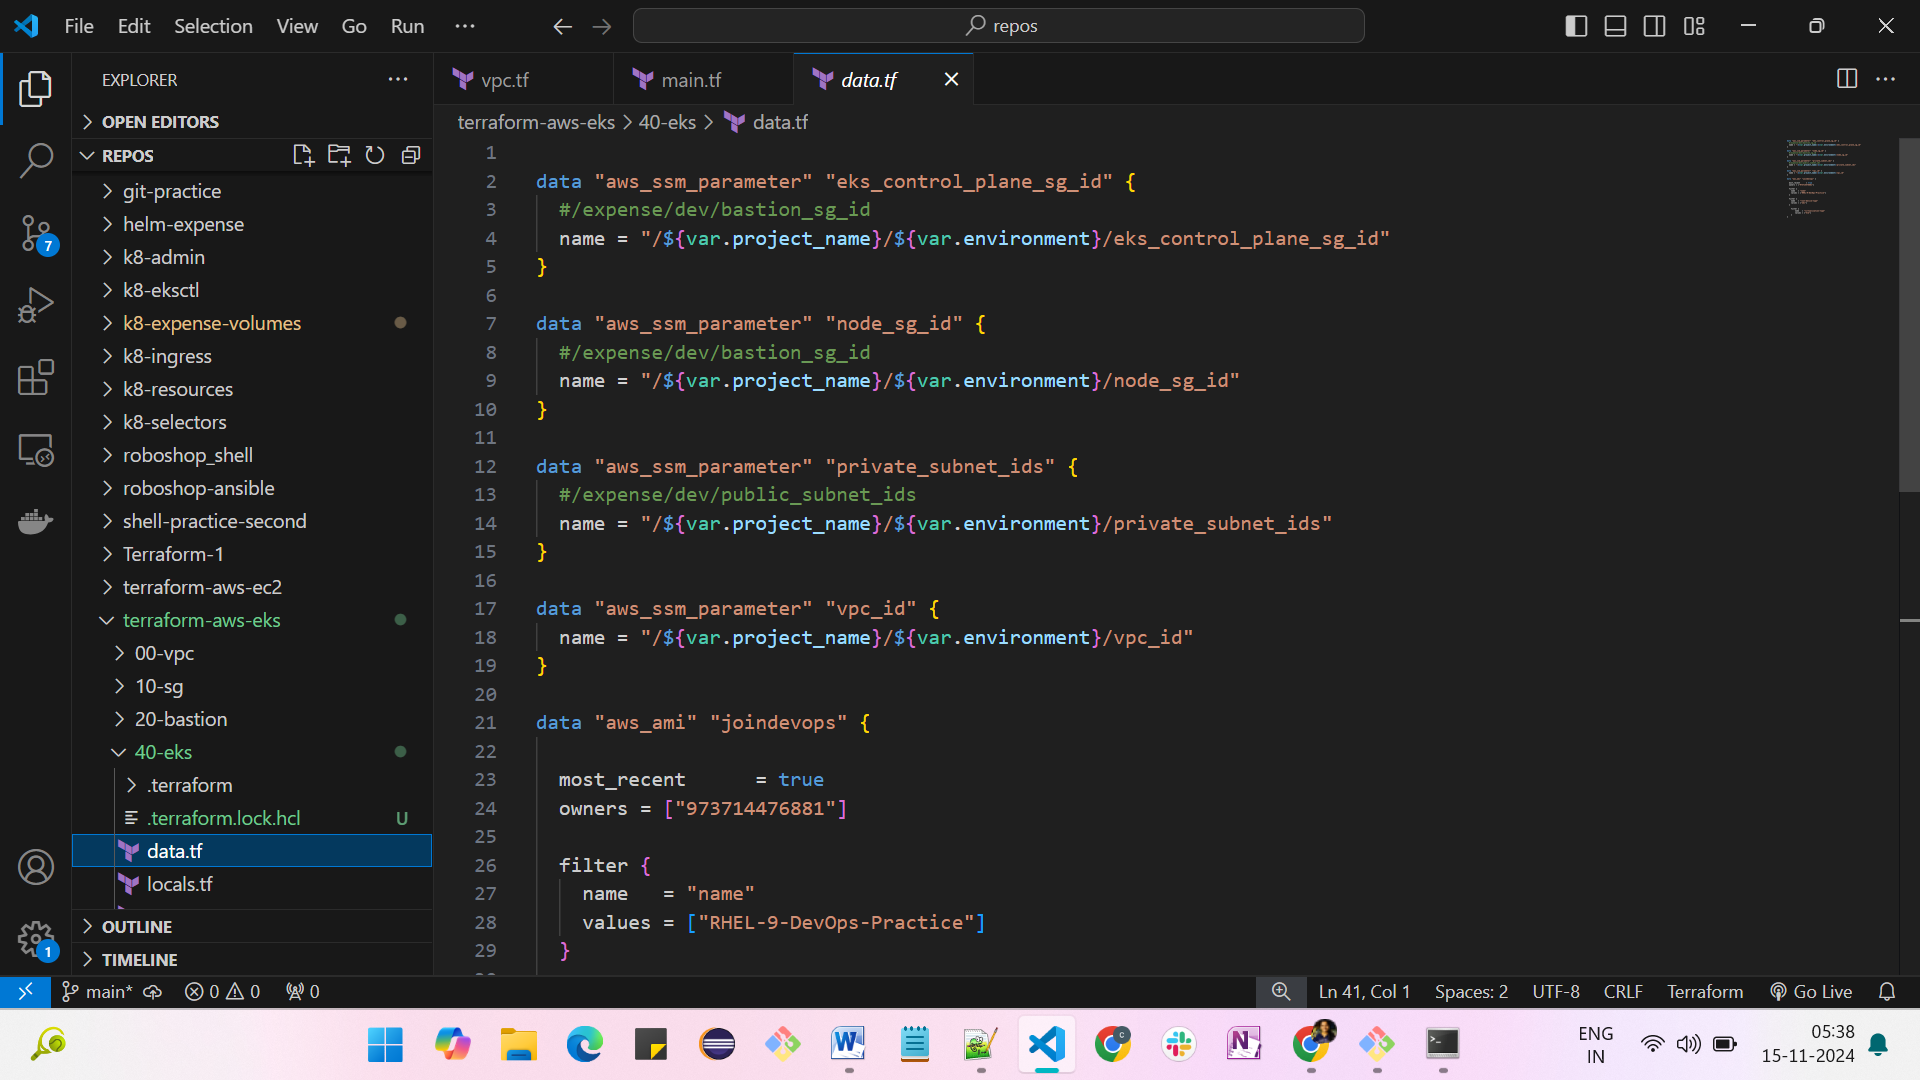 File Edit Selection View Go Run ··· repos
EXPLORER ···
OPEN EDITORS
REPOS
git-practice
helm-expense
k8-admin
k8-eksctl
k8-expense-volumes
k8-ingress
k8-resources
k8-selectors
roboshop_shell
roboshop-ansible
shell-practice-second
Terraform-1
terraform-aws-ec2
terraform-aws-eks
00-vpc
10-sg
20-bastion
40-eks
.terraform
.terraform.lock.hcl U
data.tf
locals.tf
OUTLINE
TIMELINE
7
1
vpc.tf main.tf data.tf
terraform-aws-eks > 40-eks > data.tf
1
2 data "aws_ssm_parameter" "eks_control_plane_sg_id" {
3 #/expense/dev/bastion_sg_id
4 name = "/${var.project_name}/${var.environment}/eks_control_plane_sg_id"
5 }
6
7 data "aws_ssm_parameter" "node_sg_id" {
8 #/expense/dev/bastion_sg_id
9 name = "/${var.project_name}/${var.environment}/node_sg_id"
10 }
11
12 data "aws_ssm_parameter" "private_subnet_ids" {
13 #/expense/dev/public_subnet_ids
14 name = "/${var.project_name}/${var.environment}/private_subnet_ids"
15 }
16
17 data "aws_ssm_parameter" "vpc_id" {
18 name = "/${var.project_name}/${var.environment}/vpc_id"
19 }
20
21 data "aws_ami" "joindevops" {
22
23 most_recent = true
24 owners = ["973714476881"]
25
26 filter {
27 name = "name"
28 values = ["RHEL-9-DevOps-Practice"]
29 }
main* 0 0 0 Ln 41, Col 1 Spaces: 2 UTF-8 CRLF Terraform Go Live
ENG
IN
05:38
15-11-2024